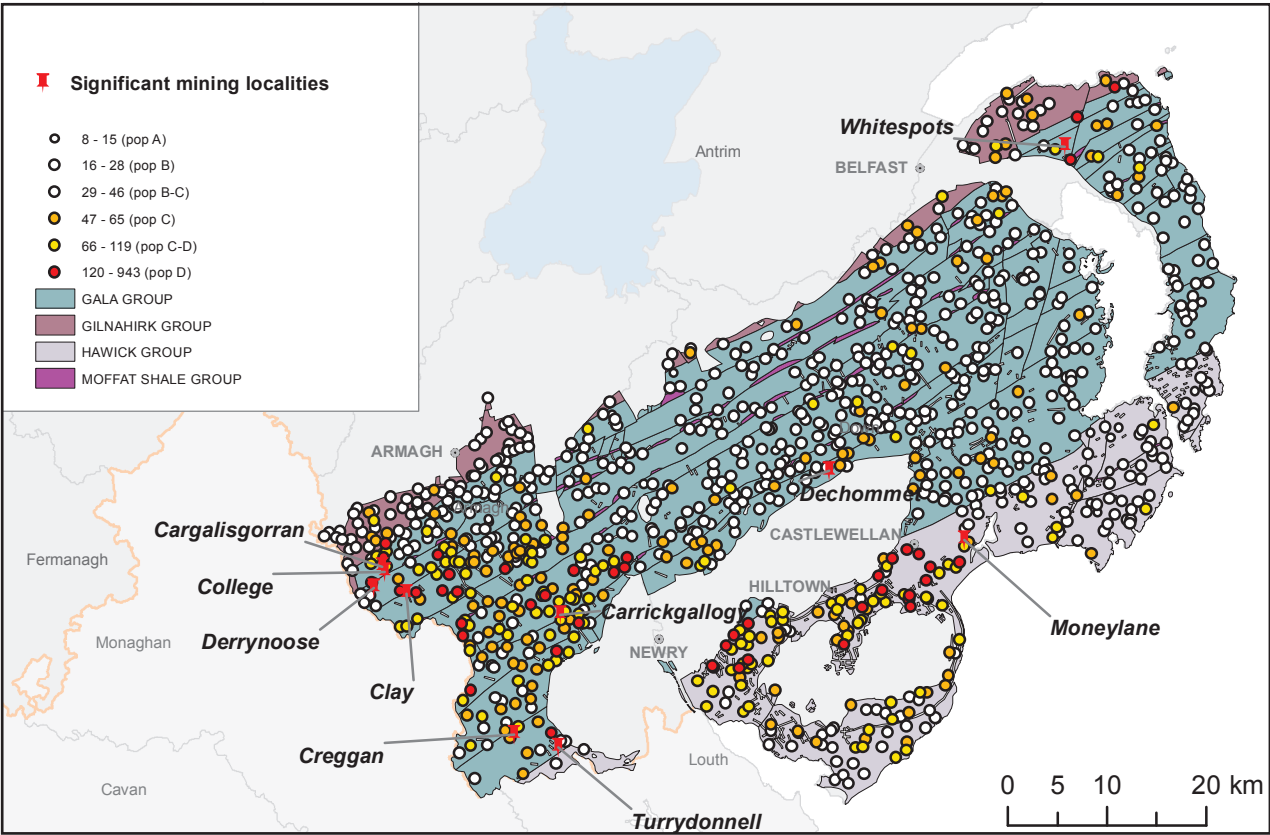 Significant mining localities
8 - 15 (pop A)
16 - 28 (pop B)
29 - 46 (pop B-C)
47 - 65 (pop C)
66 - 119 (pop C-D)
120 - 943 (pop D)
GALA GROUP
GILNAHIRK GROUP
HAWICK GROUP
MOFFAT SHALE GROUP
Whitespots
Antrim
BELFAST
ARMAGH
Armagh
Dechommet
Cargalisgorran
CASTLEWELLAN
Fermanagh
College
HILLTOWN
Carrickgallogy
Derrynoose
Monaghan
Moneylane
NEWRY
Clay
Creggan
Louth
Cavan
0 5 10 20 km
Turrydonnell